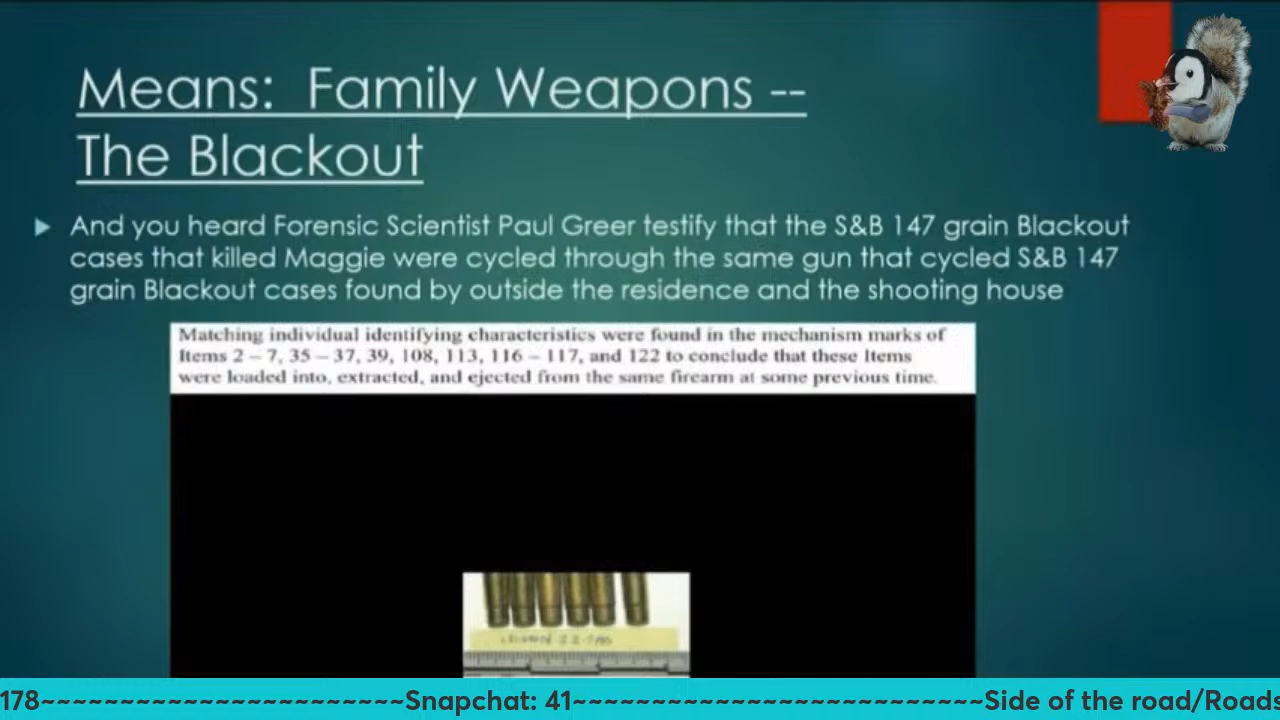 Means: Family Weapons --
The Blackout
And you heard Forensic Scientist Paul Greer testify that the S&B 147 grain Blackout
cases that killed Maggie were cycled through the same gun that cycled S&B 147
grain Blackout cases found by outside the residence and the shooting house
Matching individual identifying characteristics were found in the mechanism marks of
Items 2 – 7, 35 – 37, 39, 108, 113, 116 – 117, and 122 to conclude that these Items
were loaded into, extracted, and ejected from the same firearm at some previous time.
178~~~~~~~~~~~~~~~~~~~~~~~Snapchat: 41~~~~~~~~~~~~~~~~~~~~~~~~~~Side of the road/Roads